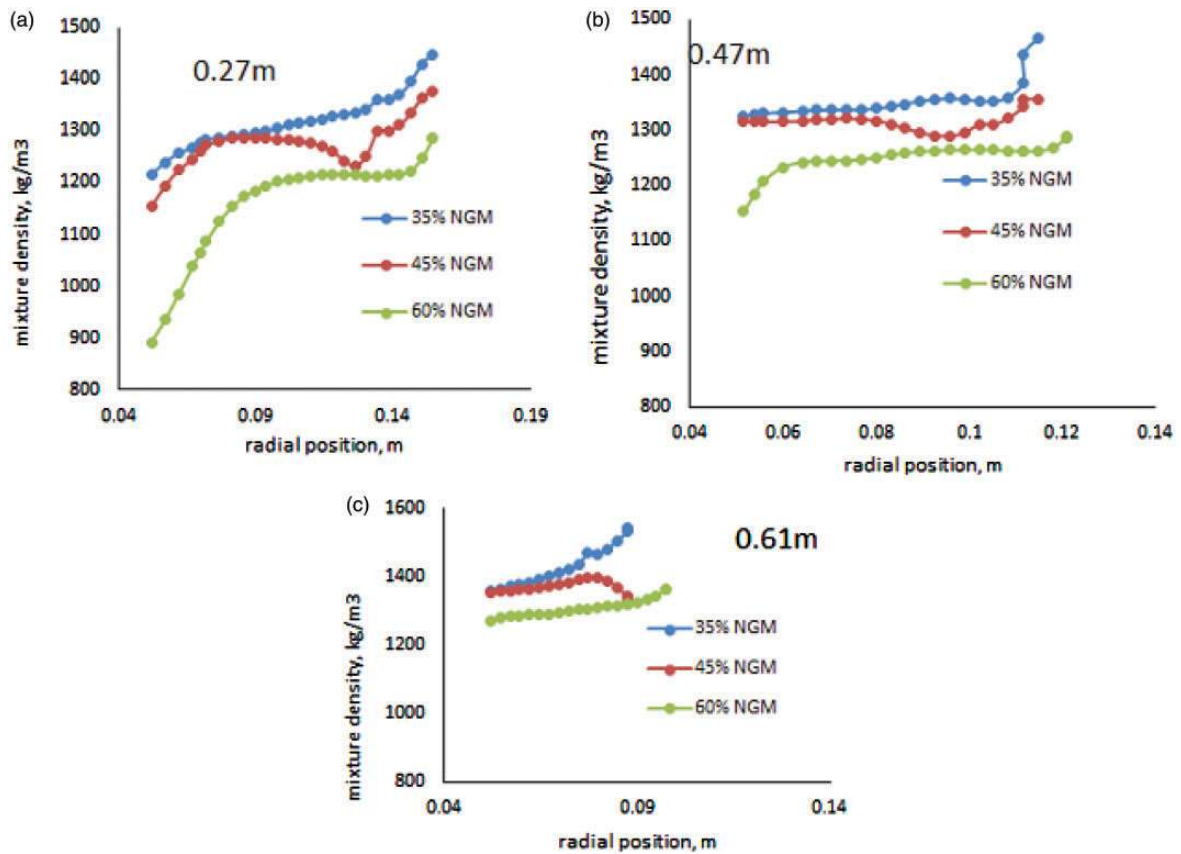 (a)
1500
1400
1300
1200
1100
1000
900
800
mixture density, kg/m3
0.27m
35% NGM
45% NGM
60% NGM
0.04 0.09 0.14 0.19
radial position, m
(b)
1500
1400
1300
1200
1100
1000
900
800
mixture density, kg/m3
0.47m
35% NGM
45% NGM
60% NGM
0.04 0.06 0.08 0.1 0.12 0.14
radial position, m
(c)
1600
1400
1200
1000
800
mixture density, kg/m3
0.61m
35% NGM
45% NGM
60% NGM
0.04 0.09 0.14
radial position, m